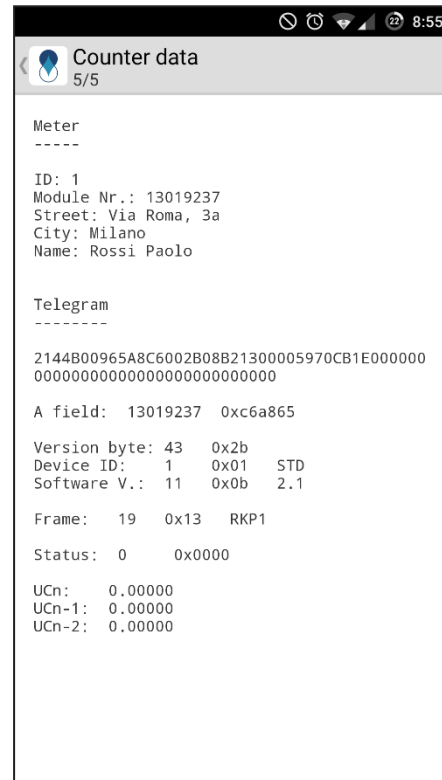 22 8:55
Counter data
5/5
Meter
-----
ID: 1
Module Nr.: 13019237
Street: Via Roma, 3a
City: Milano
Name: Rossi Paolo
Telegram
--------
2144B00965A8C6002B08B21300005970CB1E000000
00000000000000000000000000
A field:  13019237  0xc6a865
Version byte: 43   0x2b
Device ID:    1    0x01   STD
Software V.:  11   0x0b   2.1
Frame:   19   0x13   RKP1
Status:  0     0x0000
UCn:   0.00000
UCn-1: 0.00000
UCn-2: 0.00000